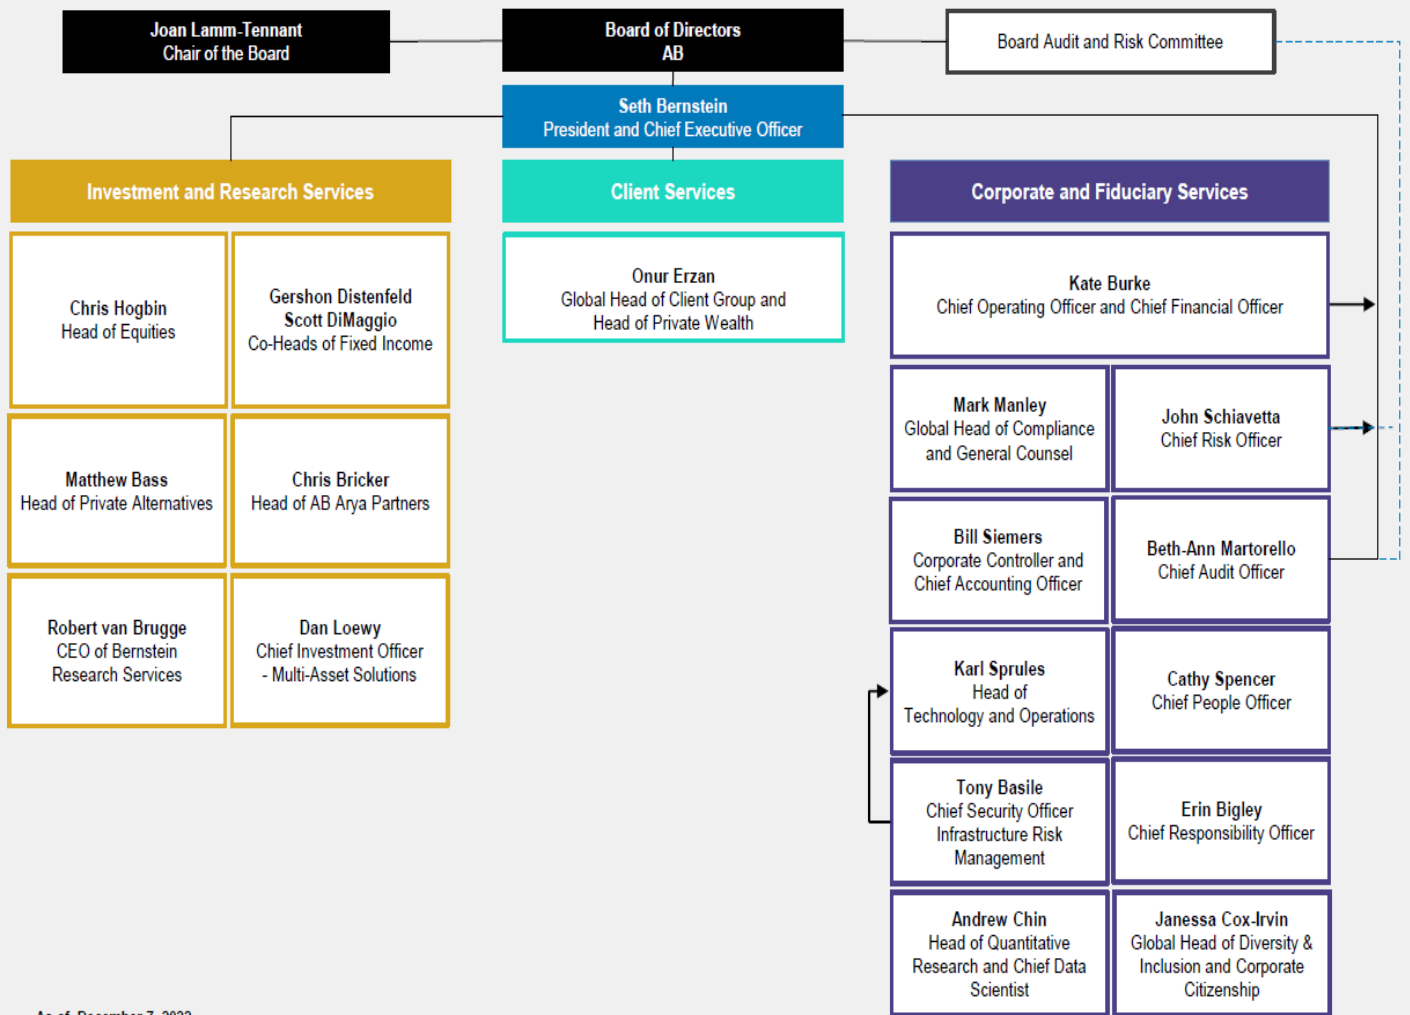 Joan Lamm-Tennant
Chair of the Board
Board of Directors
AB
Board Audit and Risk Committee
Seth Bernstein
President and Chief Executive Officer
Investment and Research Services
Client Services
Corporate and Fiduciary Services
Chris Hogbin
Head of Equities
Gershon Distenfeld
Scott DiMaggio
Co-Heads of Fixed Income
Matthew Bass
Head of Private Alternatives
Chris Bricker
Head of AB Arya Partners
Robert van Brugge
CEO of Bernstein
Research Services
Dan Loewy
Chief Investment Officer
- Multi-Asset Solutions
Onur Erzan
Global Head of Client Group and
Head of Private Wealth
Kate Burke
Chief Operating Officer and Chief Financial Officer
Mark Manley
Global Head of Compliance
and General Counsel
John Schiavetta
Chief Risk Officer
Bill Siemers
Corporate Controller and
Chief Accounting Officer
Beth-Ann Martorello
Chief Audit Officer
Karl Sprules
Head of
Technology and Operations
Cathy Spencer
Chief People Officer
Tony Basile
Chief Security Officer
Infrastructure Risk
Management
Erin Bigley
Chief Responsibility Officer
Andrew Chin
Head of Quantitative
Research and Chief Data
Scientist
Janessa Cox-Irvin
Global Head of Diversity &
Inclusion and Corporate
Citizenship
As of December 7, 2022